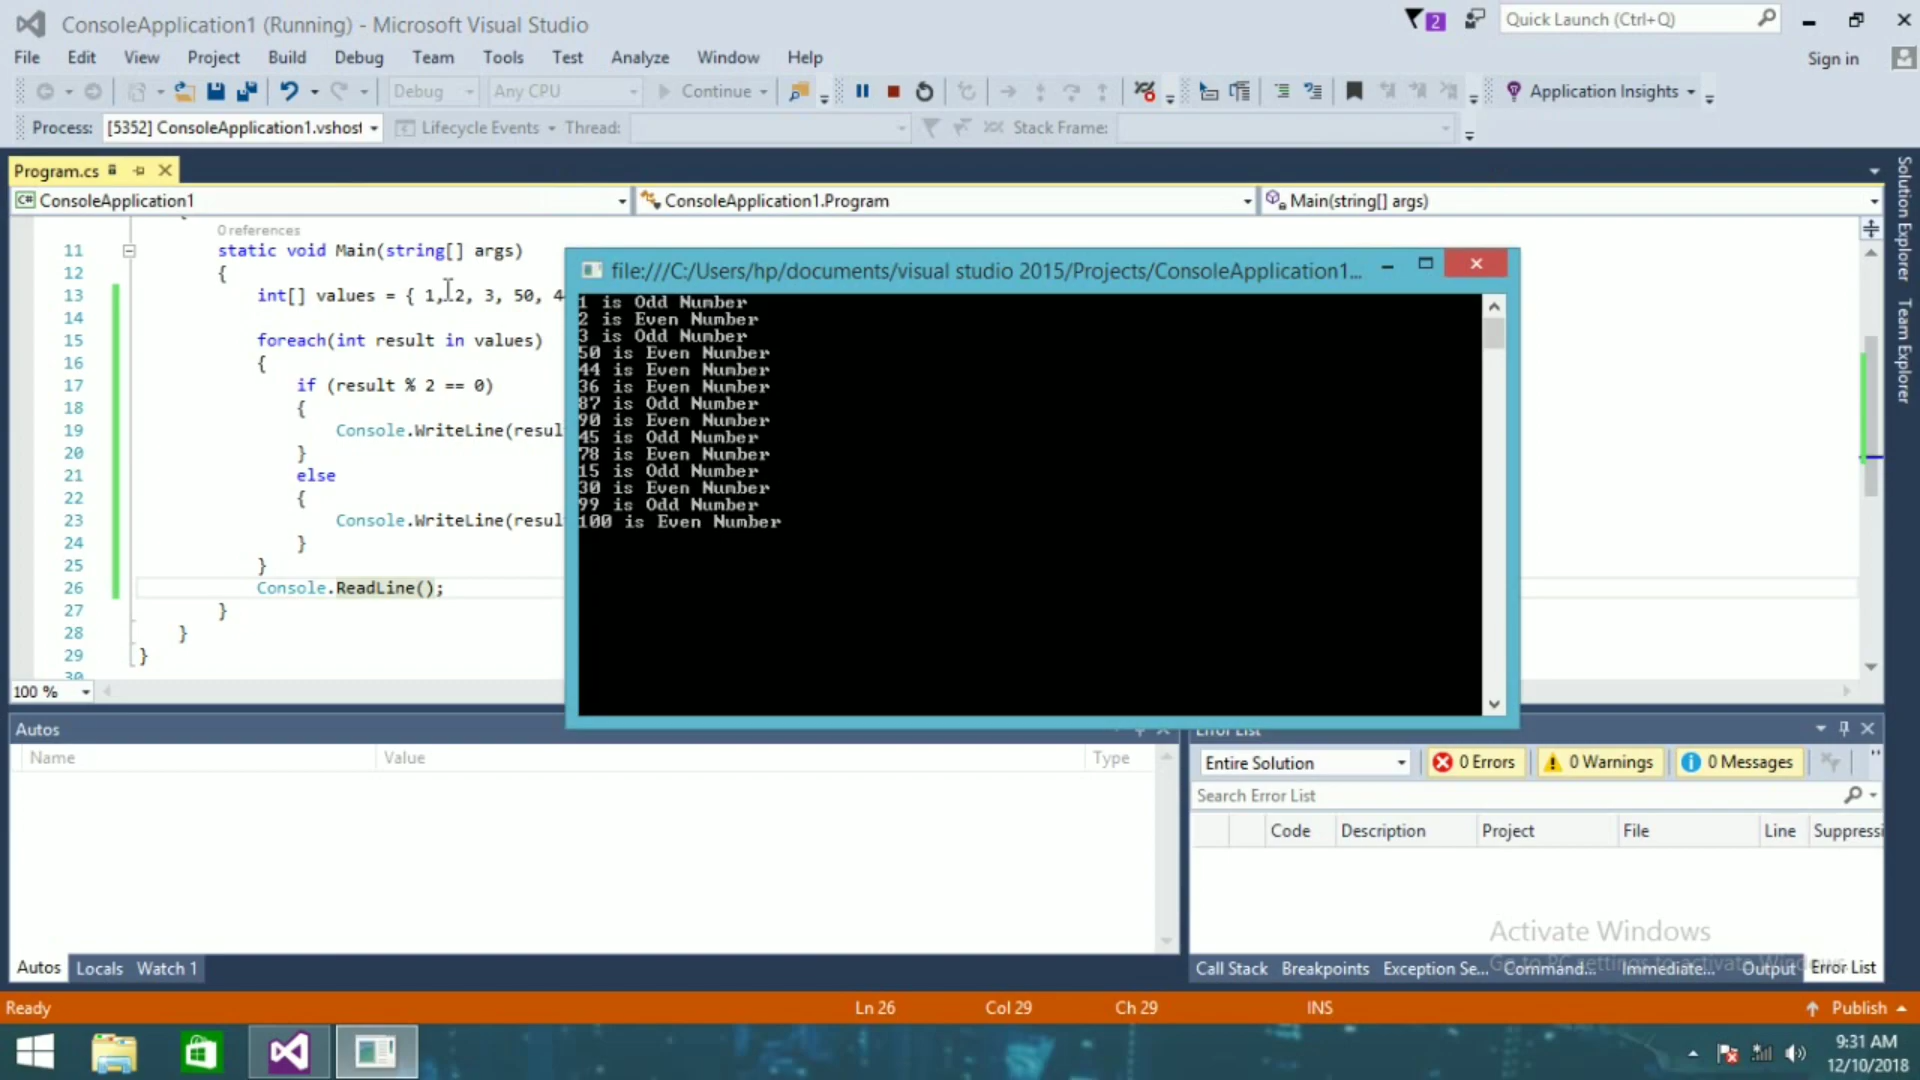 ConsoleApplication1 (Running) - Microsoft Visual Studio
2
Quick Launch (Ctrl+Q)
File Edit View Project Build Debug Team Tools Test Analyze Window Help
Sign in
Debug Any CPU Continue Application Insights
Process: [5352] ConsoleApplication1.vshost Lifecycle Events Thread: Stack Frame:
Program.cs
C# ConsoleApplication1 ConsoleApplication1.Program Main(string[] args)
Solution Explorer
Team Explorer
0 references
11 static void Main(string[] args)
12 {
13 int[] values = { 1, 2, 3, 50, 4
14
15 foreach(int result in values)
16 {
17 if (result % 2 == 0)
18 {
19 Console.WriteLine(resul
20 }
21 else
22 {
23 Console.WriteLine(resul
24 }
25 }
26 Console.ReadLine();
27 }
28 }
29 }
30
100 %
file:///C:/Users/hp/documents/visual studio 2015/Projects/ConsoleApplication1...
1 is Odd Number
2 is Even Number
3 is Odd Number
50 is Even Number
44 is Even Number
36 is Even Number
87 is Odd Number
90 is Even Number
45 is Odd Number
78 is Even Number
15 is Odd Number
30 is Even Number
99 is Odd Number
100 is Even Number
Autos
Name Value Type
Autos Locals Watch 1
Error List
Entire Solution 0 Errors 0 Warnings 0 Messages
Search Error List
Code Description Project File Line Suppressi
Activate Windows
Go to PC settings to activate Windows.
Call Stack Breakpoints Exception Se... Command... Immediate... Output Error List
Ready Ln 26 Col 29 Ch 29 INS Publish
9:31 AM
12/10/2018